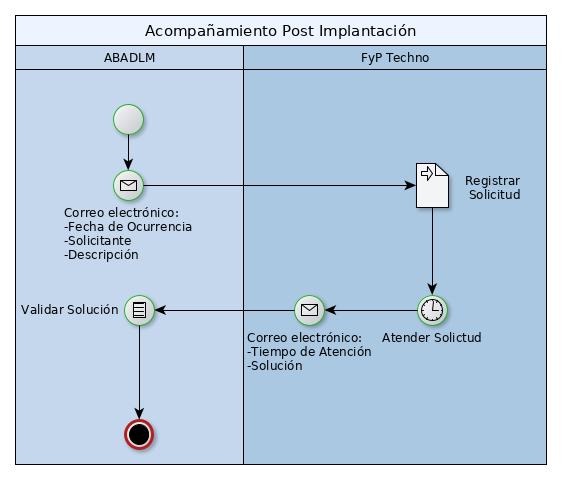 Acompañamiento Post Implantación
ABADLM
FyP Techno
Registrar
Solicitud
Correo electrónico:
-Fecha de Ocurrencia
-Solicitante
-Descripción
Validar Solución
Correo electrónico:
-Tiempo de Atención
-Solución
Atender Solictud